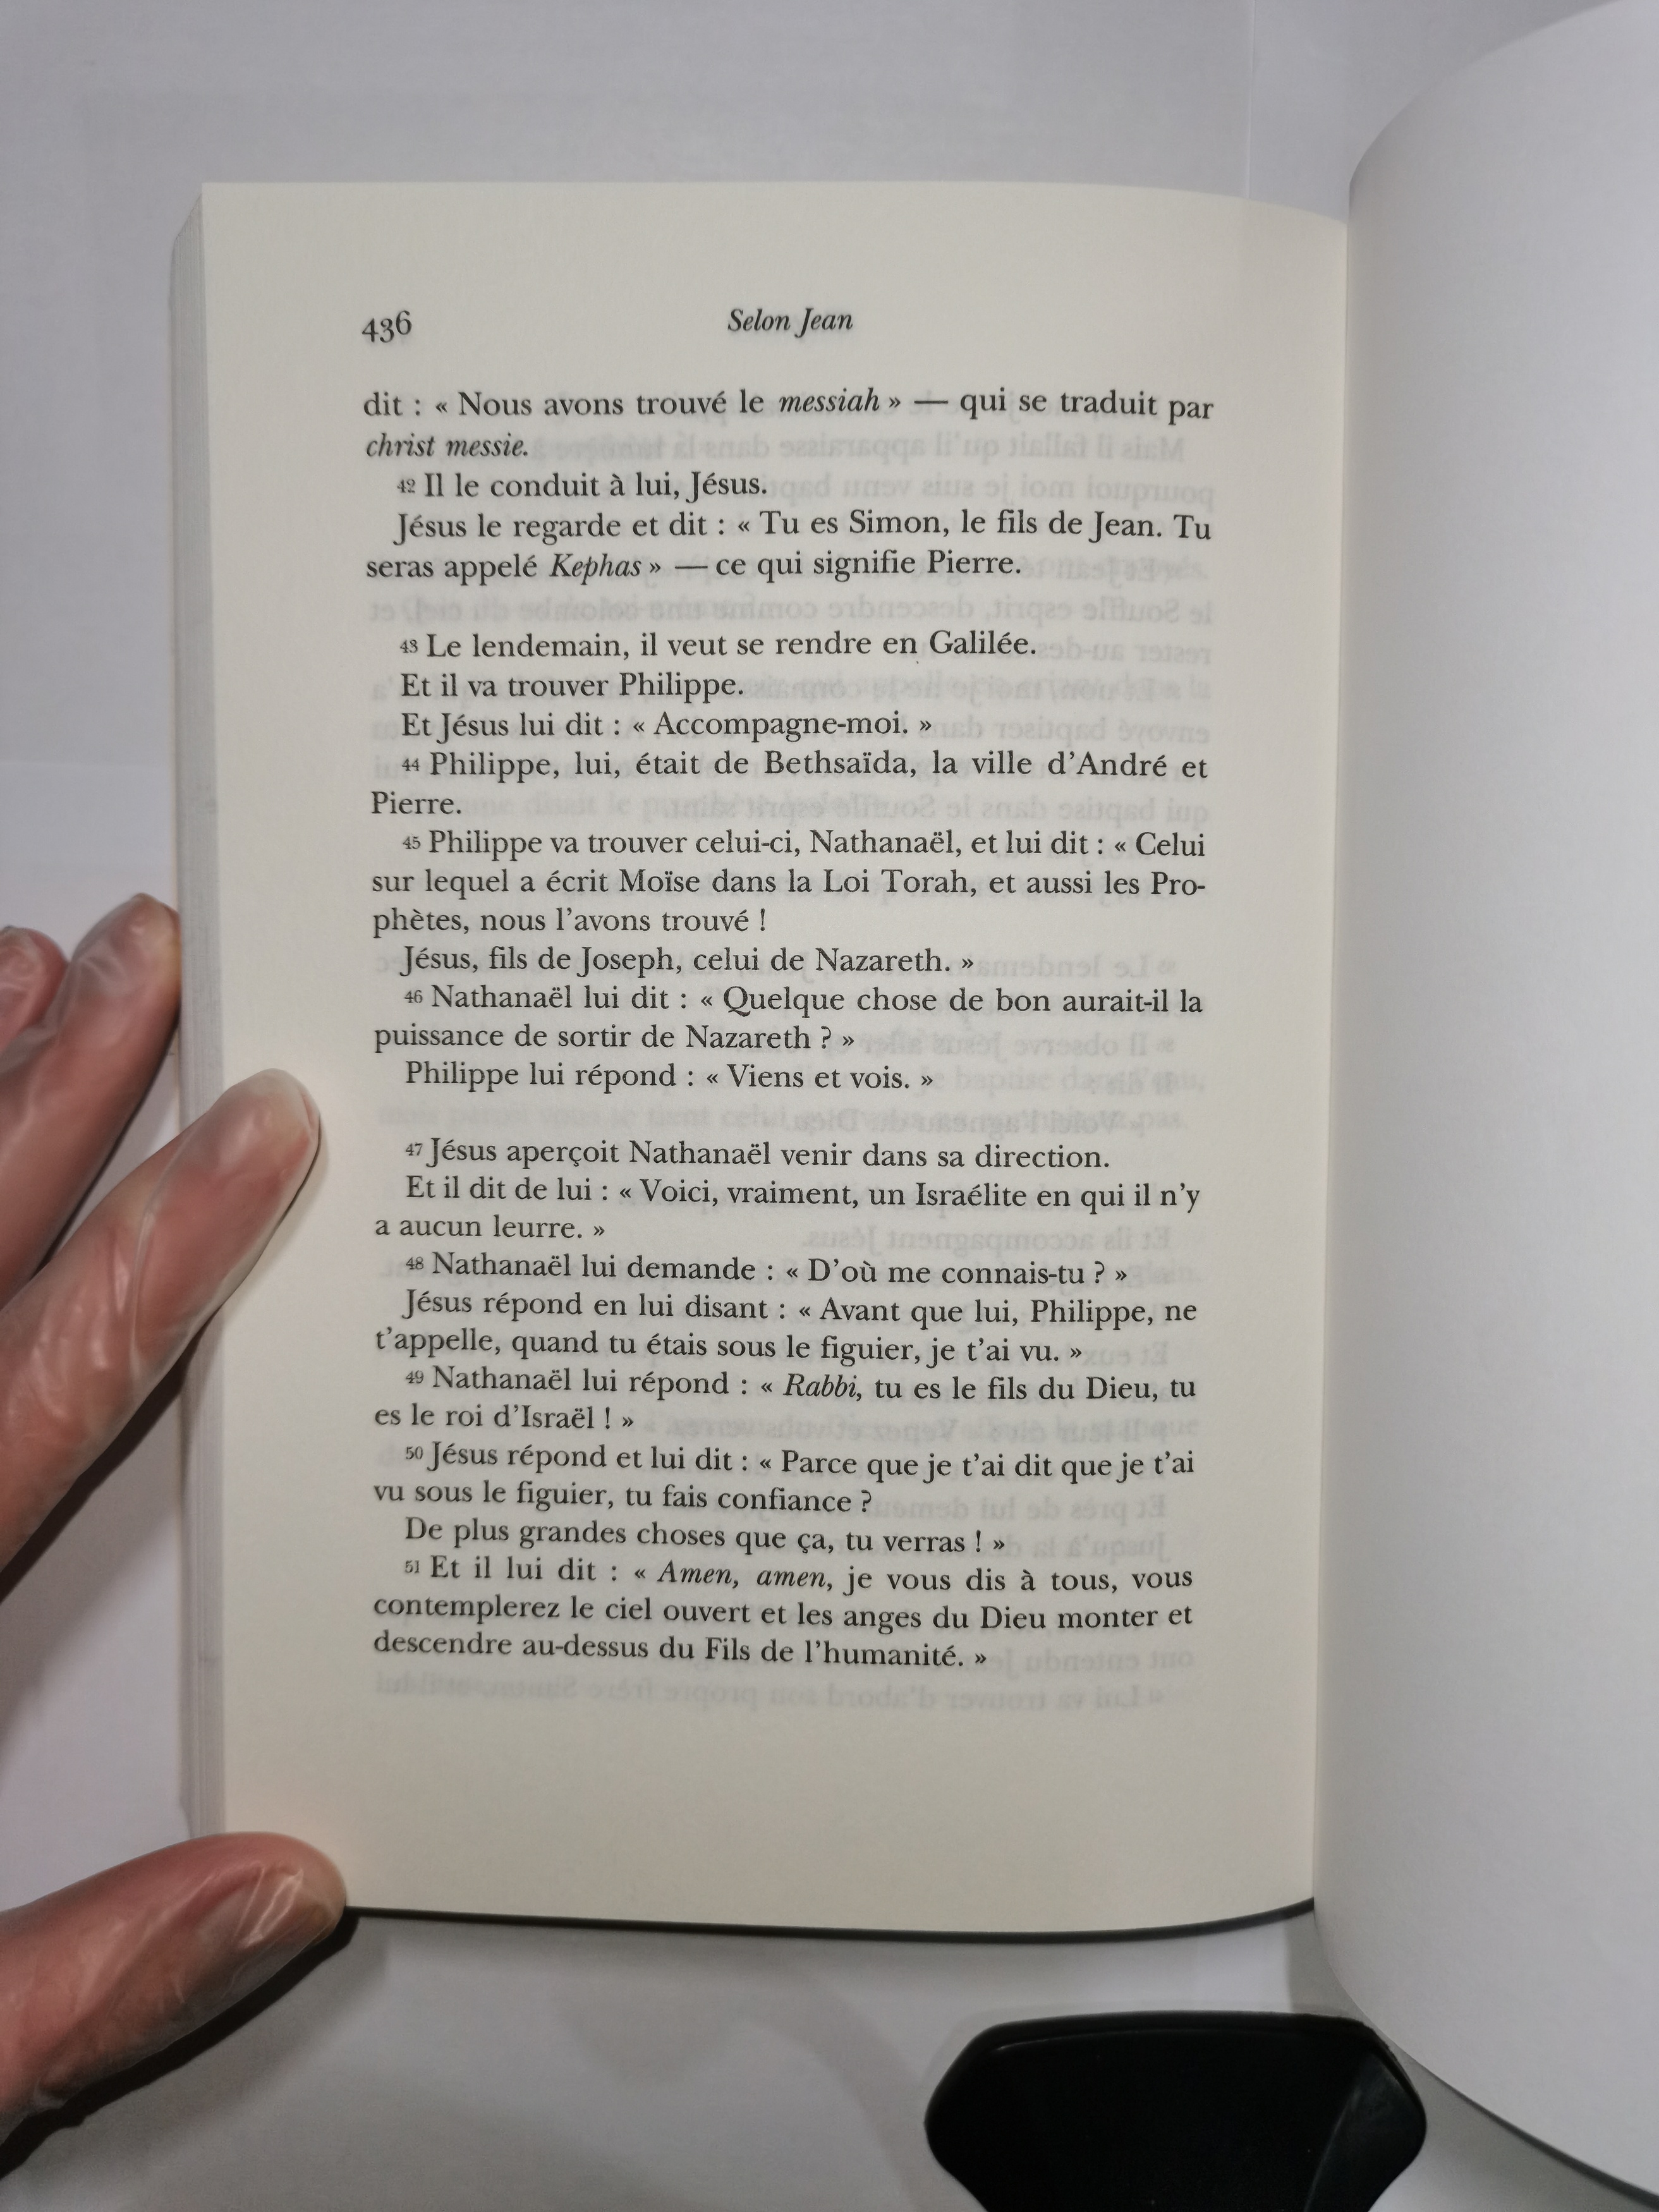 436
Selon Jean
dit : « Nous avons trouvé le messiah » — qui se traduit par
christ messie.
42 Il le conduit à lui, Jésus.
Jésus le regarde et dit : « Tu es Simon, le fils de Jean. Tu
seras appelé Kephas » — ce qui signifie Pierre.
43 Le lendemain, il veut se rendre en Galilée.
Et il va trouver Philippe.
Et Jésus lui dit : « Accompagne-moi. »
44 Philippe, lui, était de Bethsaïda, la ville d'André et
Pierre.
45 Philippe va trouver celui-ci, Nathanaël, et lui dit : « Celui
sur lequel a écrit Moïse dans la Loi Torah, et aussi les Pro-
phètes, nous l'avons trouvé !
Jésus, fils de Joseph, celui de Nazareth. »
46 Nathanaël lui dit : « Quelque chose de bon aurait-il la
puissance de sortir de Nazareth ? »
Philippe lui répond : « Viens et vois. »
47 Jésus aperçoit Nathanaël venir dans sa direction.
Et il dit de lui : « Voici, vraiment, un Israélite en qui il n'y
a aucun leurre. »
48 Nathanaël lui demande : « D'où me connais-tu ? »
Jésus répond en lui disant : « Avant que lui, Philippe, ne
t'appelle, quand tu étais sous le figuier, je t'ai vu. »
49 Nathanaël lui répond : « Rabbi, tu es le fils du Dieu, tu
es le roi d'Israël ! »
50 Jésus répond et lui dit : « Parce que je t'ai dit que je t'ai
vu sous le figuier, tu fais confiance ?
De plus grandes choses que ça, tu verras ! »
51 Et il lui dit : « Amen, amen, je vous dis à tous, vous
contemplerez le ciel ouvert et les anges du Dieu monter et
descendre au-dessus du Fils de l'humanité. »